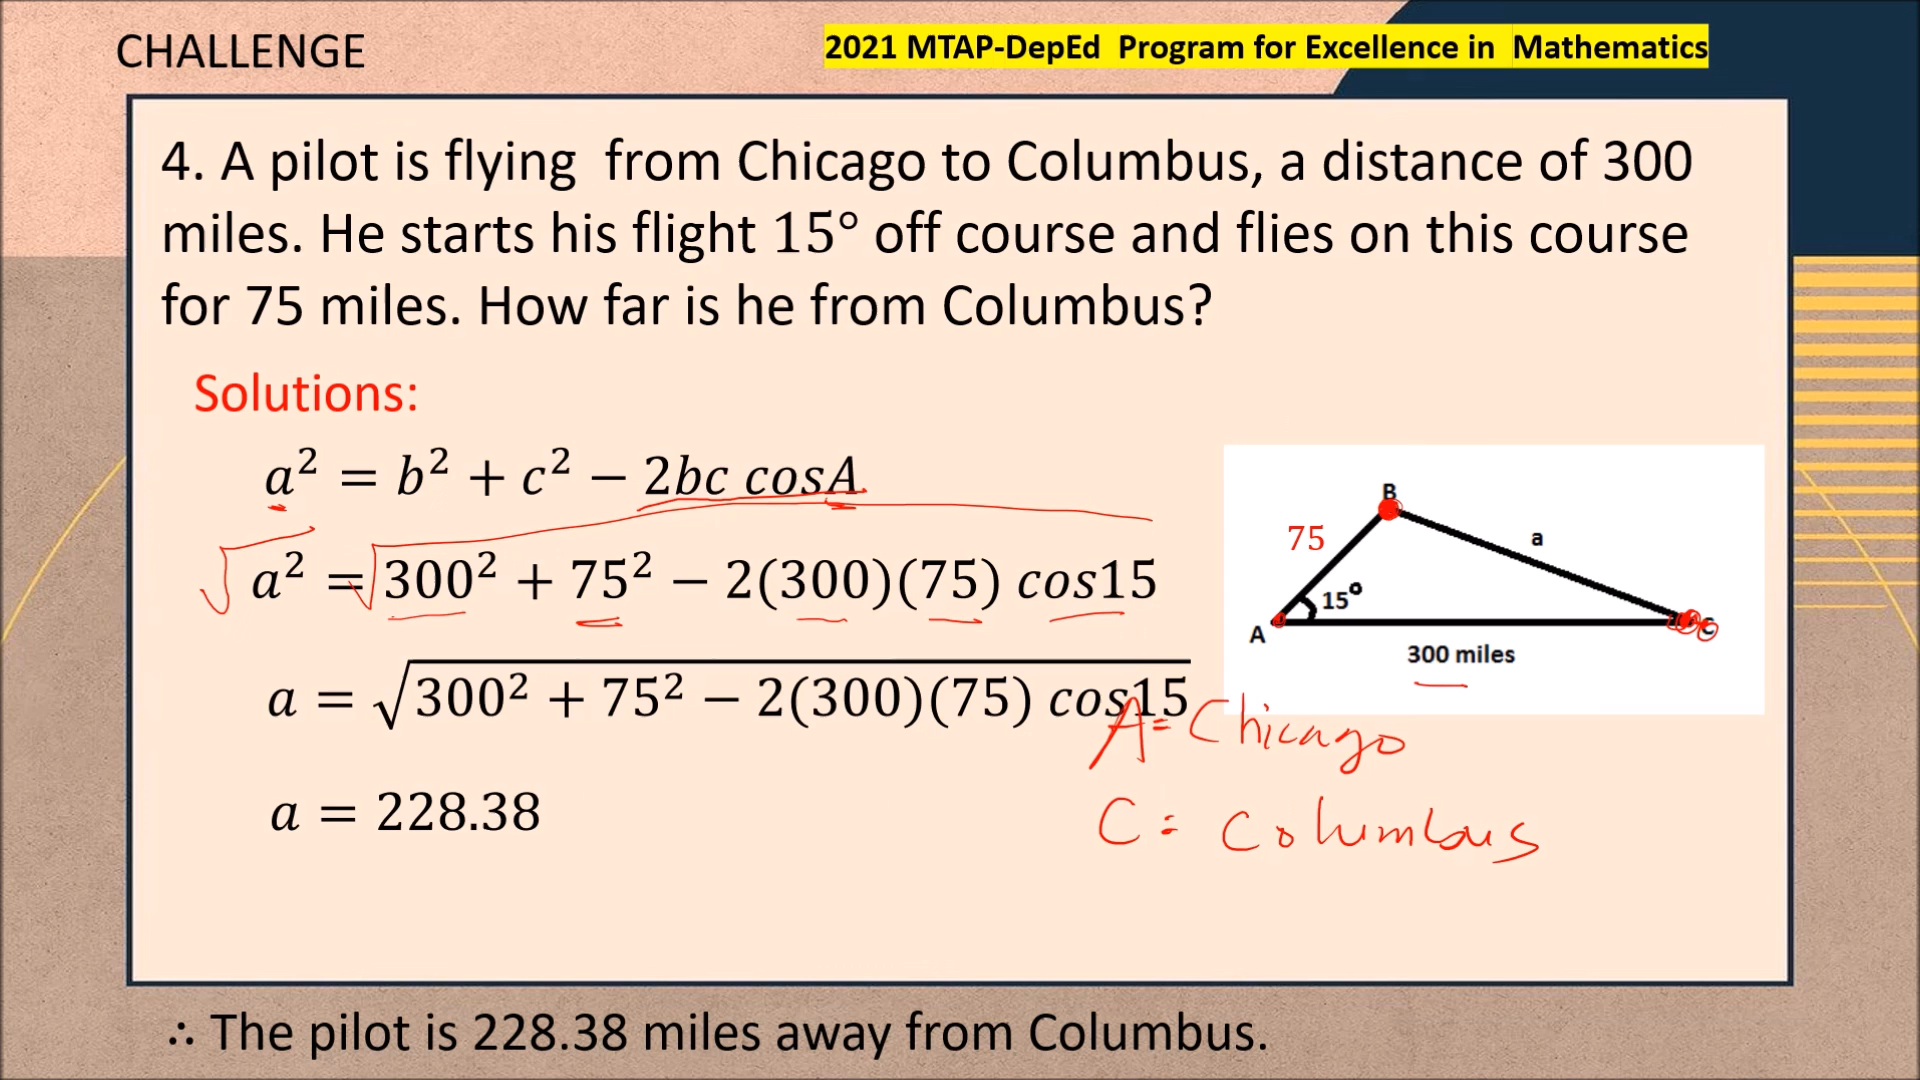 CHALLENGE
2021 MTAP-DepEd Program for Excellence in Mathematics
4. A pilot is flying from Chicago to Columbus, a distance of 300
miles. He starts his flight 15° off course and flies on this course
for 75 miles. How far is he from Columbus?
Solutions:
a² = b² + c² − 2bc cosA
√a² = √300² + 75² − 2(300)(75) cos15
a = √300² + 75² − 2(300)(75) cos15
a = 228.38
B
75
a
15°
A
C
300 miles
A = Chicago
C = Columbus
∴ The pilot is 228.38 miles away from Columbus.